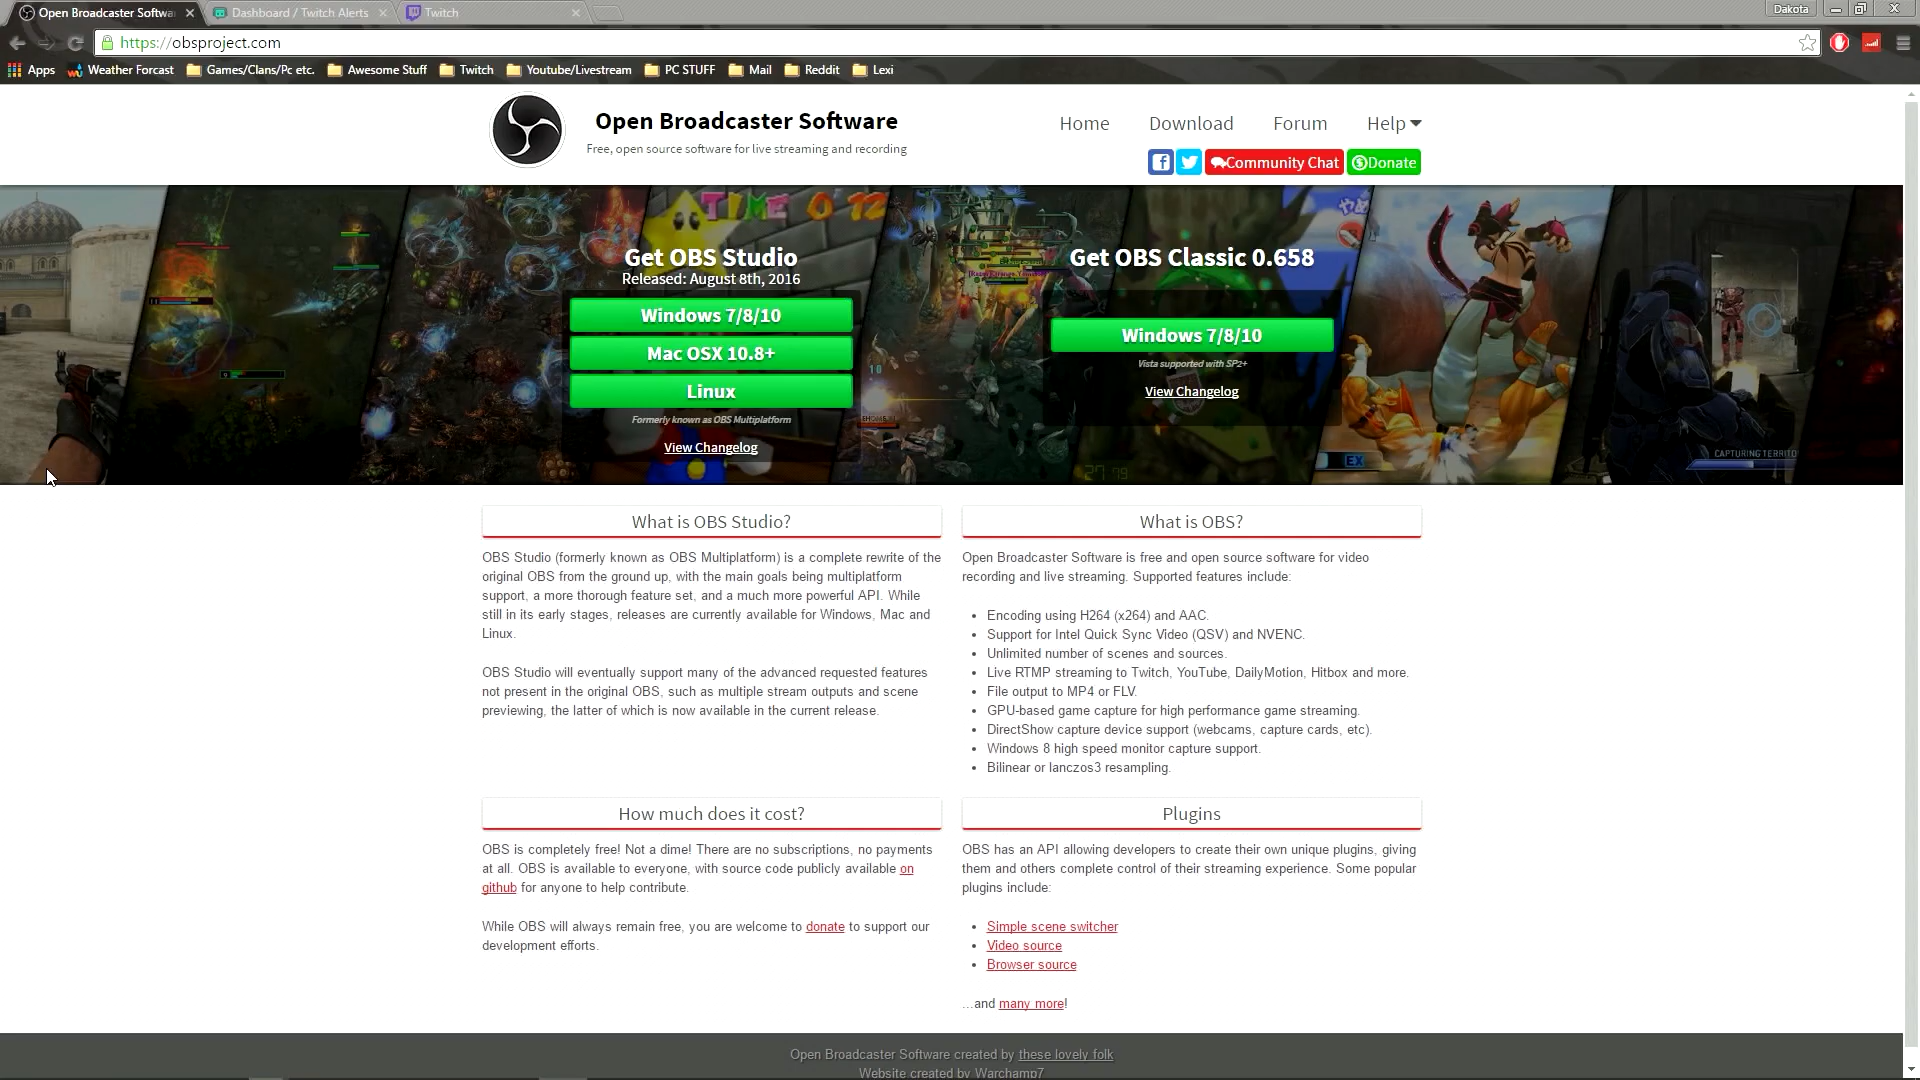 Open Broadcaster Softwa
Dashboard / Twitch Alerts
Twitch
Dakota
https://obsproject.com
Apps
Weather Forcast
Games/Clans/Pc etc.
Awesome Stuff
Twitch
Youtube/Livestream
PC STUFF
Mail
Reddit
Lexi
Open Broadcaster Software
Free, open source software for live streaming and recording
Home
Download
Forum
Help
Community Chat
Donate
TIME 0 12
Get OBS Studio
Released: August 8th, 2016
Windows 7/8/10
Mac OSX 10.8+
Linux
Formerly known as OBS Multiplatform
View Changelog
Get OBS Classic 0.658
Windows 7/8/10
Vista supported with SP2+
View Changelog
10
EX
CAPTURING TERRITO
What is OBS Studio?
OBS Studio (formerly known as OBS Multiplatform) is a complete rewrite of the
original OBS from the ground up, with the main goals being multiplatform
support, a more thorough feature set, and a much more powerful API. While
still in its early stages, releases are currently available for Windows, Mac and
Linux.
OBS Studio will eventually support many of the advanced requested features
not present in the original OBS, such as multiple stream outputs and scene
previewing, the latter of which is now available in the current release.
What is OBS?
Open Broadcaster Software is free and open source software for video
recording and live streaming. Supported features include:
• Encoding using H264 (x264) and AAC.
• Support for Intel Quick Sync Video (QSV) and NVENC.
• Unlimited number of scenes and sources.
• Live RTMP streaming to Twitch, YouTube, DailyMotion, Hitbox and more.
• File output to MP4 or FLV.
• GPU-based game capture for high performance game streaming.
• DirectShow capture device support (webcams, capture cards, etc).
• Windows 8 high speed monitor capture support.
• Bilinear or lanczos3 resampling.
How much does it cost?
OBS is completely free! Not a dime! There are no subscriptions, no payments
at all. OBS is available to everyone, with source code publicly available on
github for anyone to help contribute.
While OBS will always remain free, you are welcome to donate to support our
development efforts.
Plugins
OBS has an API allowing developers to create their own unique plugins, giving
them and others complete control of their streaming experience. Some popular
plugins include:
• Simple scene switcher
• Video source
• Browser source
...and many more!
Open Broadcaster Software created by these lovely folk
Website created by Warchamp7